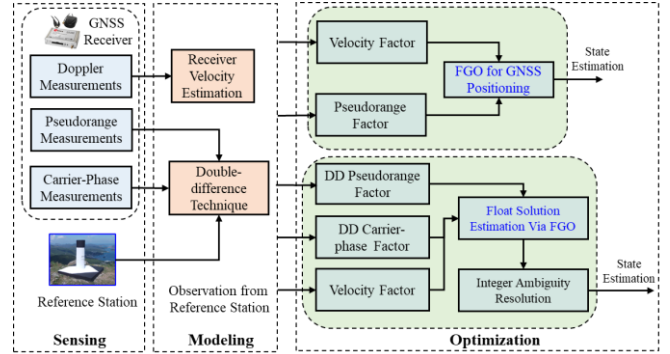 GNSS
Receiver
Doppler
Measurements
Pseudorange
Measurements
Carrier-Phase
Measurements
Reference Station
Sensing
Receiver
Velocity
Estimation
Double-
difference
Technique
Observation from
Reference Station
Modeling
Velocity Factor
Pseudorange
Factor
FGO for GNSS
Positioning
State
Estimation
DD Pseudorange
Factor
DD Carrier-
phase Factor
Velocity Factor
Float Solution
Estimation Via FGO
Integer Ambiguity
Resolution
State
Estimation
Optimization